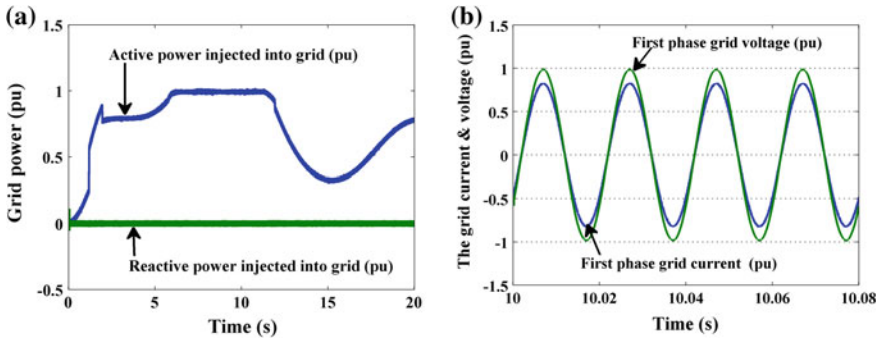 (a)
1.5
1
0.5
0
-0.5
Grid power (pu)
Active power injected into grid (pu)
Reactive power injected into grid (pu)
0
5
10
15
20
Time (s)
(b)
1.5
1
0.5
0
-0.5
-1
-1.5
The grid current & voltage (pu)
First phase grid voltage (pu)
First phase grid current (pu)
10
10.02
10.04
10.06
10.08
Time (s)